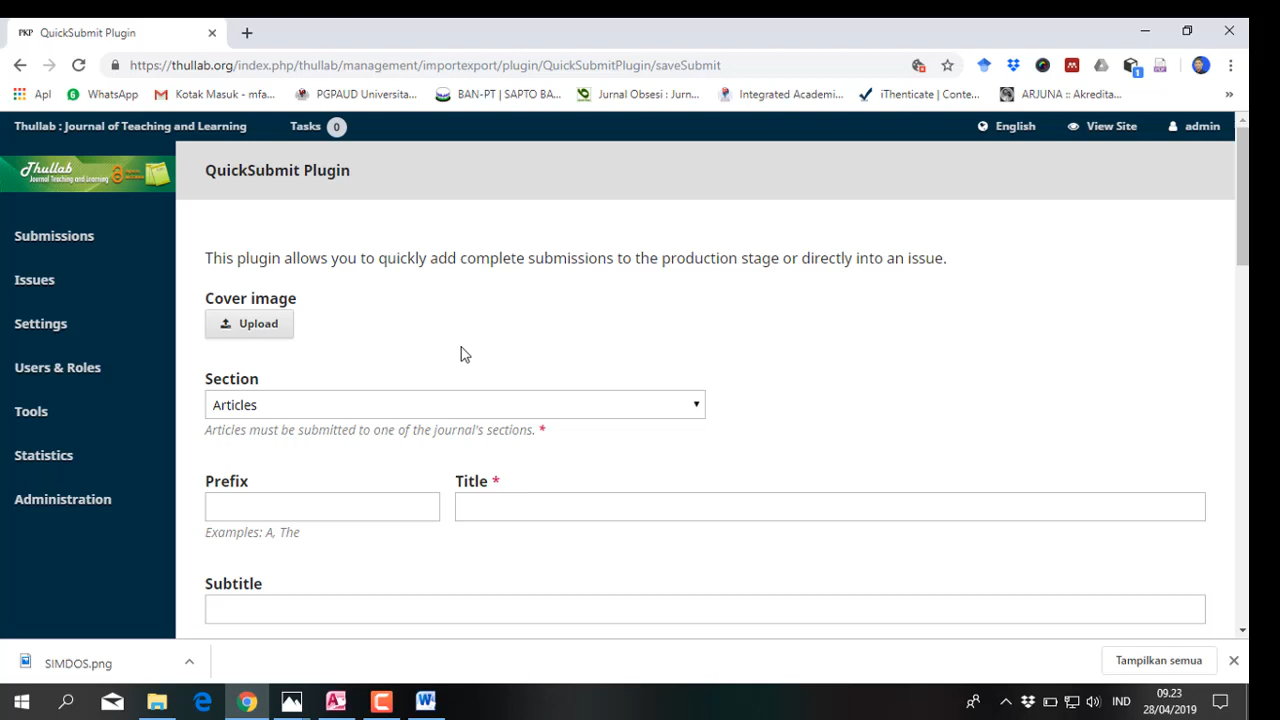 PKP QuickSubmit Plugin
https://thullab.org/index.php/thullab/management/importexport/plugin/QuickSubmitPlugin/saveSubmit
1
Apl WhatsApp Kotak Masuk - mfa... PGPAUD Universita... BAN-PT | SAPTO BA... Jurnal Obsesi : Jurn... Integrated Academi... iThenticate | Conte... ARJUNA :: Akredita... »
Thullab : Journal of Teaching and Learning Tasks 0 English View Site admin
Thullab
Journal Teaching and Learning
QuickSubmit Plugin
Submissions
Issues
Settings
Users & Roles
Tools
Statistics
Administration
This plugin allows you to quickly add complete submissions to the production stage or directly into an issue.
Cover image
Upload
Section
Articles
Articles must be submitted to one of the journal's sections. *
Prefix Title *
Examples: A, The
Subtitle
SIMDOS.png
Tampilkan semua
IND
09.23
28/04/2019